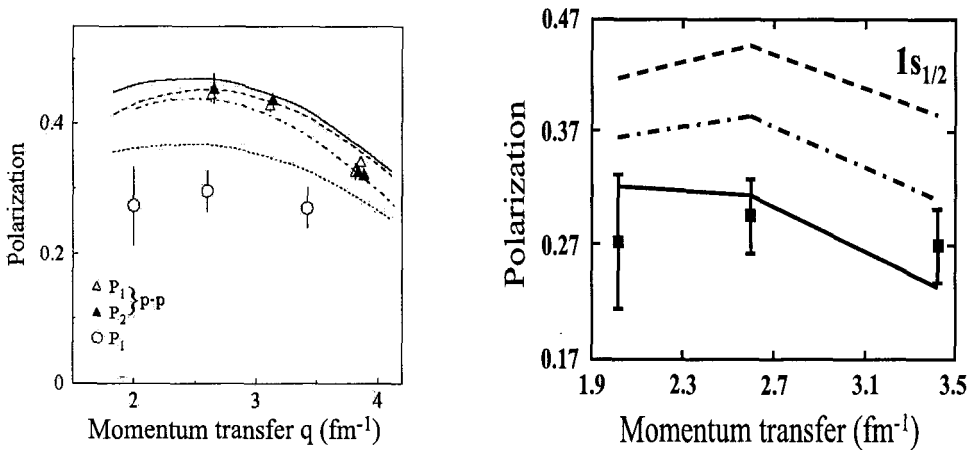 Polarization
0.4
0.2
0
△ P1
▲ P2
} p-p
○ P1
2
3
4
Momentum transfer q (fm-1)
1s1/2
Polarization
0.47
0.37
0.27
0.17
1.9
2.3
2.7
3.1
3.5
Momentum transfer (fm-1)